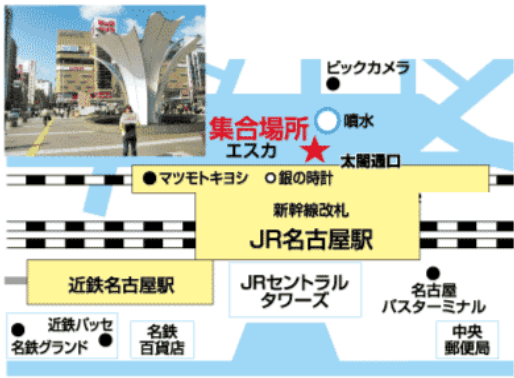 ビックカメラ
噴水
集合場所
エスカ
太閤通口
マツモトキヨシ
銀の時計
新幹線改札
JR名古屋駅
近鉄名古屋駅
JRセントラル
タワーズ
名古屋
バスターミナル
近鉄パッセ
名鉄グランド
名鉄
百貨店
中央
郵便局